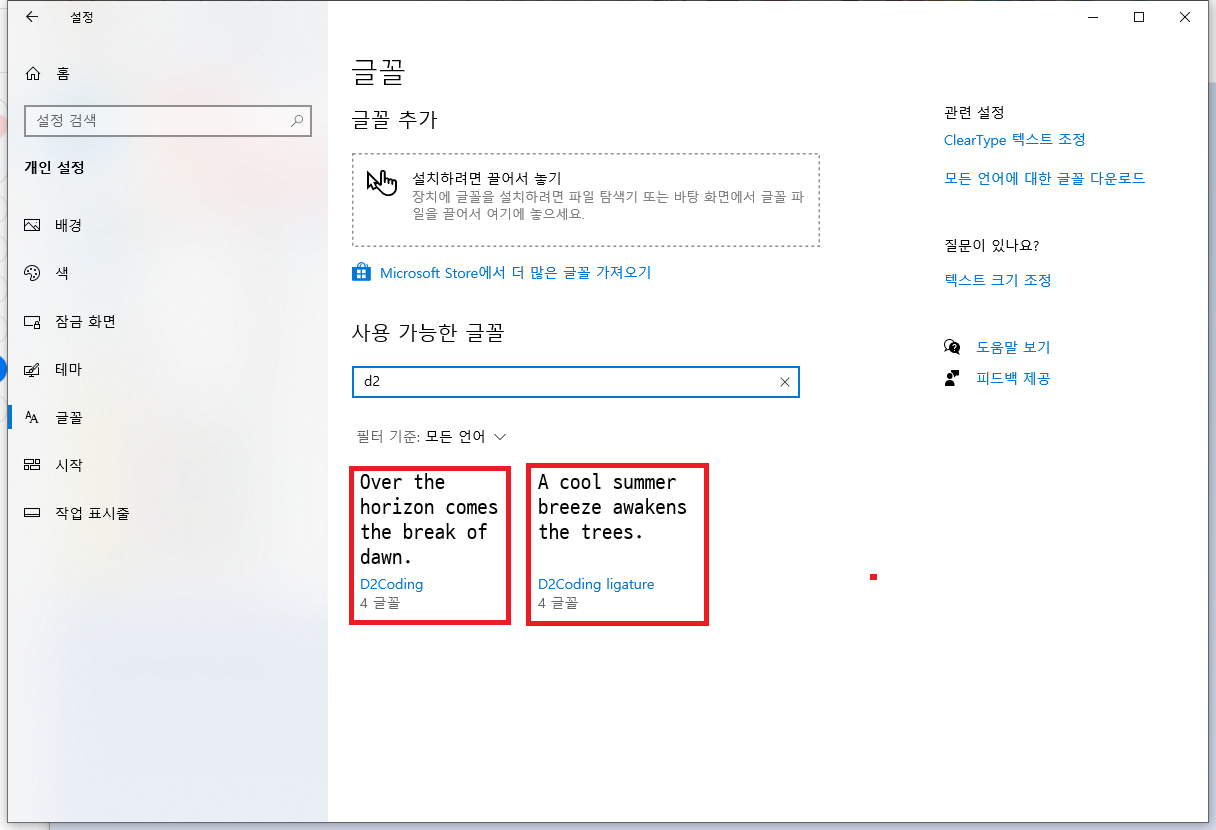 설정
홈
설정 검색
개인 설정
배경
색
잠금 화면
테마
글꼴
시작
작업 표시줄
글꼴
글꼴 추가
설치하려면 끌어서 놓기
장치에 글꼴을 설치하려면 파일 탐색기 또는 바탕 화면에서 글꼴 파
일을 끌어서 여기에 놓으세요.
Microsoft Store에서 더 많은 글꼴 가져오기
사용 가능한 글꼴
d2
필터 기준: 모든 언어
Over the
horizon comes
the break of
dawn.
D2Coding
4 글꼴
A cool summer
breeze awakens
the trees.
D2Coding ligature
4 글꼴
관련 설정
ClearType 텍스트 조정
모든 언어에 대한 글꼴 다운로드
질문이 있나요?
텍스트 크기 조정
도움말 보기
피드백 제공